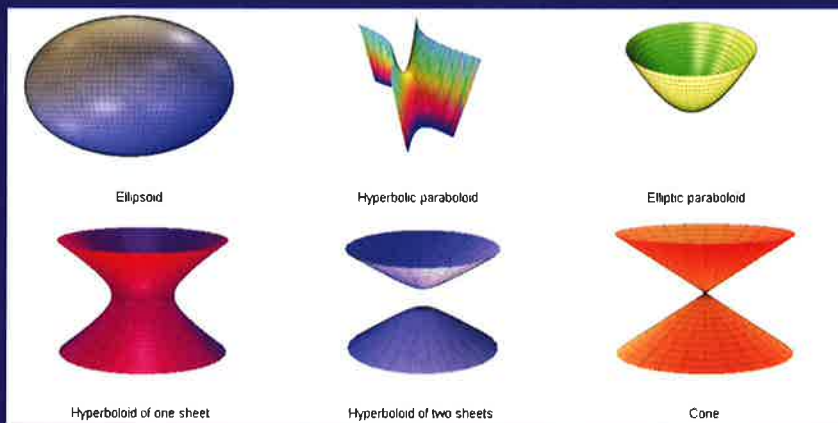 Ellipsoid
Hyperbolic paraboloid
Elliptic paraboloid
Hyperboloid of one sheet
Hyperboloid of two sheets
Cone